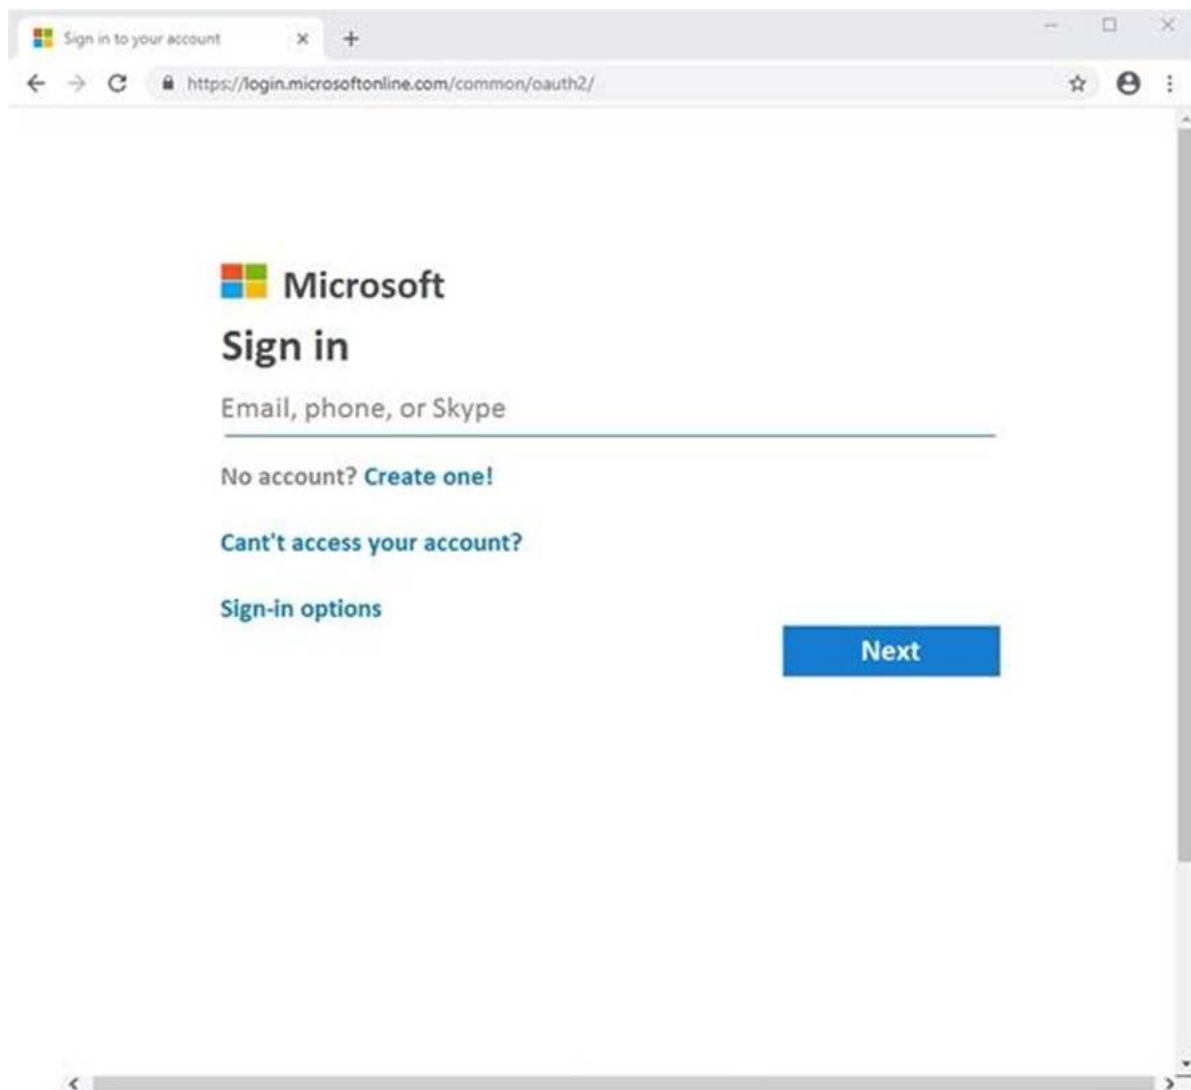 Sign in to your account
https://login.microsoftonline.com/common/oauth2/
Microsoft
Sign in
Email, phone, or Skype
No account? Create one!
Cant't access your account?
Sign-in options
Next